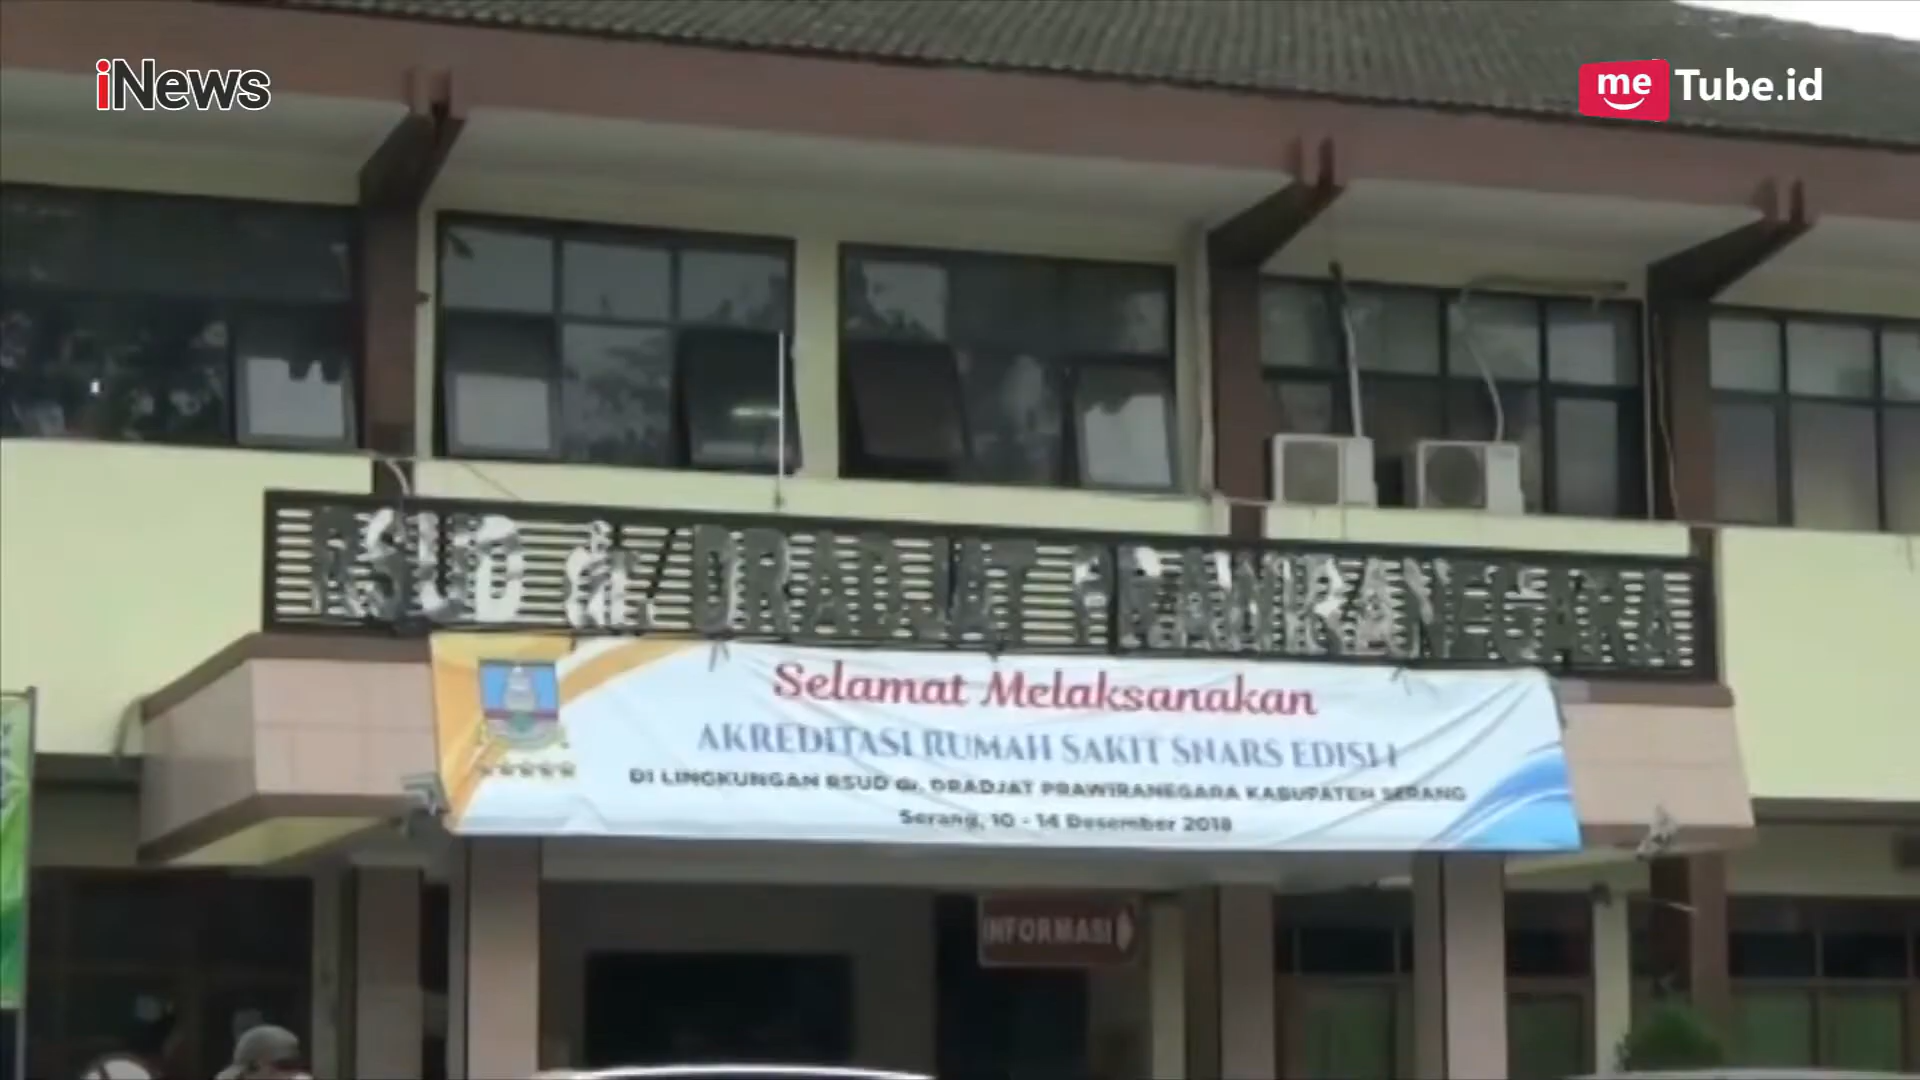 iNews
me Tube.id
RSUD dr. DRADJAT PRAWIRANEGARA
Selamat Melaksanakan
AKREDITASI RUMAH SAKIT SNARS EDISI I
DI LINGKUNGAN RSUD dr. DRADJAT PRAWIRANEGARA KABUPATEN SERANG
Serang, 10 - 14 Desember 2018
INFORMASI